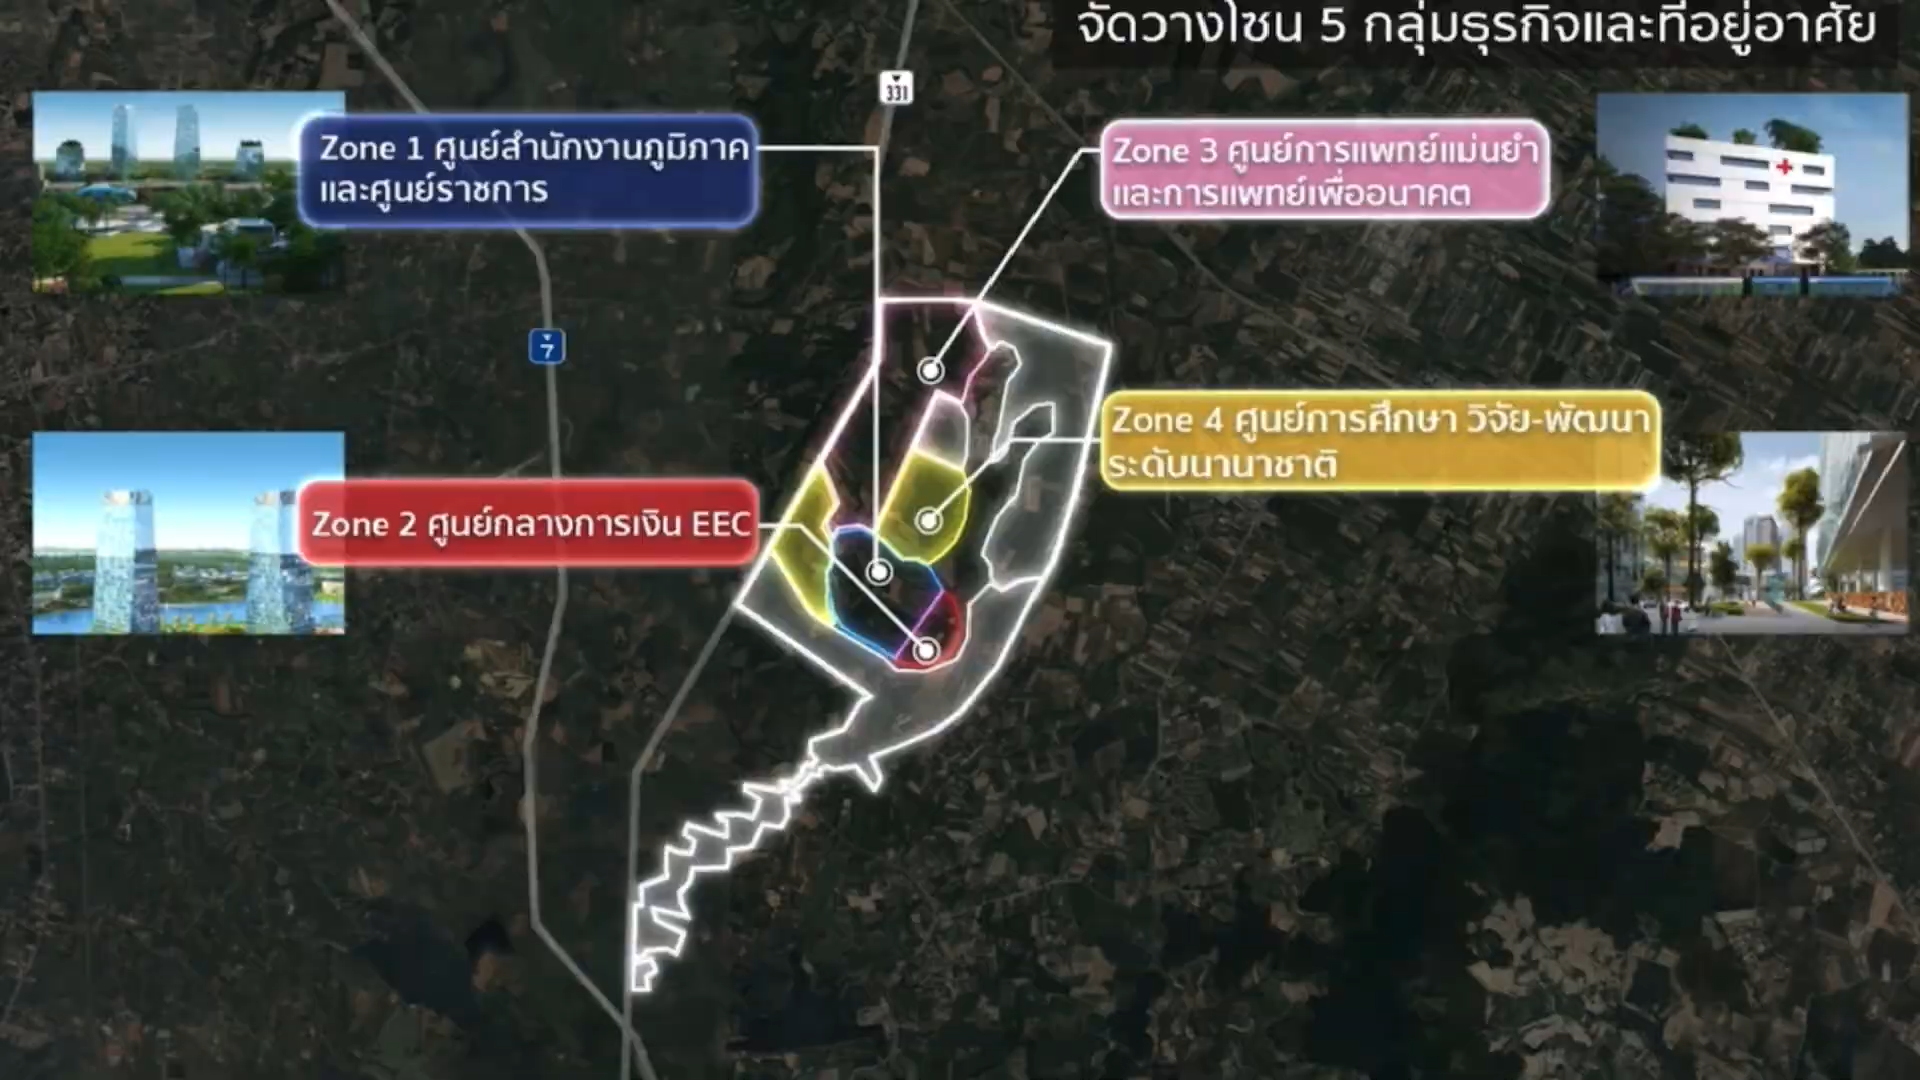 จัดวางโซน 5 กลุ่มธุรกิจและที่อยู่อาศัย
331
Zone 1 ศูนย์สำนักงานภูมิภาค
และศูนย์ราชการ
Zone 3 ศูนย์การแพทย์แม่นยำ
และการแพทย์เพื่ออนาคต
7
Zone 4 ศูนย์การศึกษา วิจัย-พัฒนา
ระดับนานาชาติ
Zone 2 ศูนย์กลางการเงิน EEC